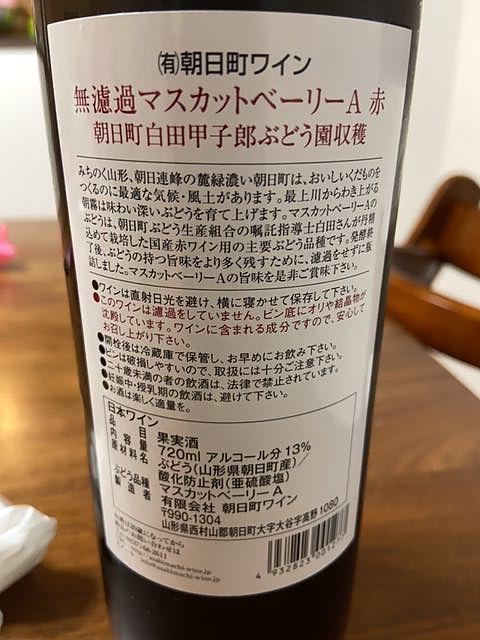 (有)朝日町ワイン
無濾過マスカットベーリーA 赤
朝日町白田甲子郎ぶどう園収穫
みちのく山形、朝日連峰の麓緑濃い朝日町は、おいしいくだものを
つくるのに最適な気候・風土があります。最上川からわき上がる
朝霧は味わい深いぶどうを育て上げます。マスカットベーリーAの
ぶどうは、朝日町ぶどう生産組合の嘱託指導士白田さんが丹精
込めて栽培した国産赤ワイン用の主要ぶどう品種です。発酵終
了後、ぶどうの持つ旨味をより多く残すために、濾過をせずに瓶
詰しました。マスカットベーリーAの旨味を是非ご賞味下さい。
●ワインは直射日光を避け、横に寝かせて保存して下さい。
●このワインは濾過をしていません。ビン底にオリや結晶物が
沈殿しています。ワインに含まれる成分ですので、安心して
お召し上がり下さい。
●開栓後は冷蔵庫で保管し、お早めにお飲み下さい。
●ビンは破損しやすいので、取扱には十分ご注意下さい。
●二十歳未満の者の飲酒は、法律で禁止されています。
●妊娠中・授乳期の飲酒は、避けて下さい。
●お酒は楽しく適量を。
日本ワイン
品目 果実酒
内容量 720ml アルコール分 13%
原材料名 ぶどう(山形県朝日町産)/
酸化防止剤(亜硫酸塩)
ぶどう品種 マスカットベーリーA
製造者 有限会社 朝日町ワイン
〒990-1304
山形県西村山郡朝日町大字大谷字高野 1080
お酒は20歳になってから